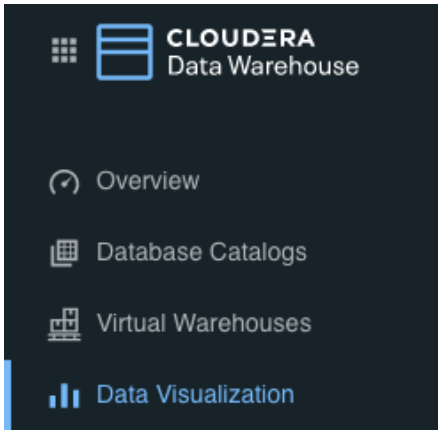 CLOUDERA
Data Warehouse
Overview
Database Catalogs
Virtual Warehouses
Data Visualization